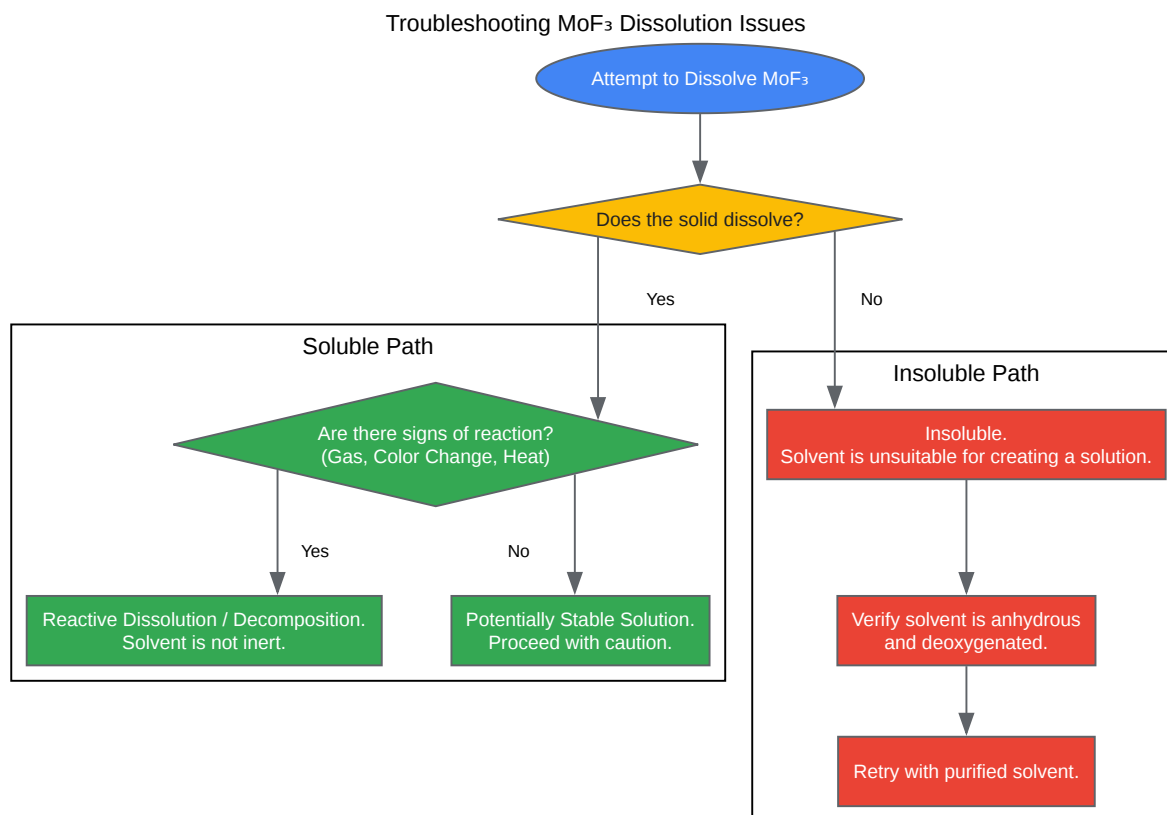 Troubleshooting MoF₃ Dissolution Issues
Attempt to Dissolve MoF₃
Does the solid dissolve?
Yes
No
Soluble Path
Are there signs of reaction?
(Gas, Color Change, Heat)
Yes
No
Reactive Dissolution / Decomposition.
Solvent is not inert.
Potentially Stable Solution.
Proceed with caution.
Insoluble Path
Insoluble.
Solvent is unsuitable for creating a solution.
Verify solvent is anhydrous
and deoxygenated.
Retry with purified solvent.